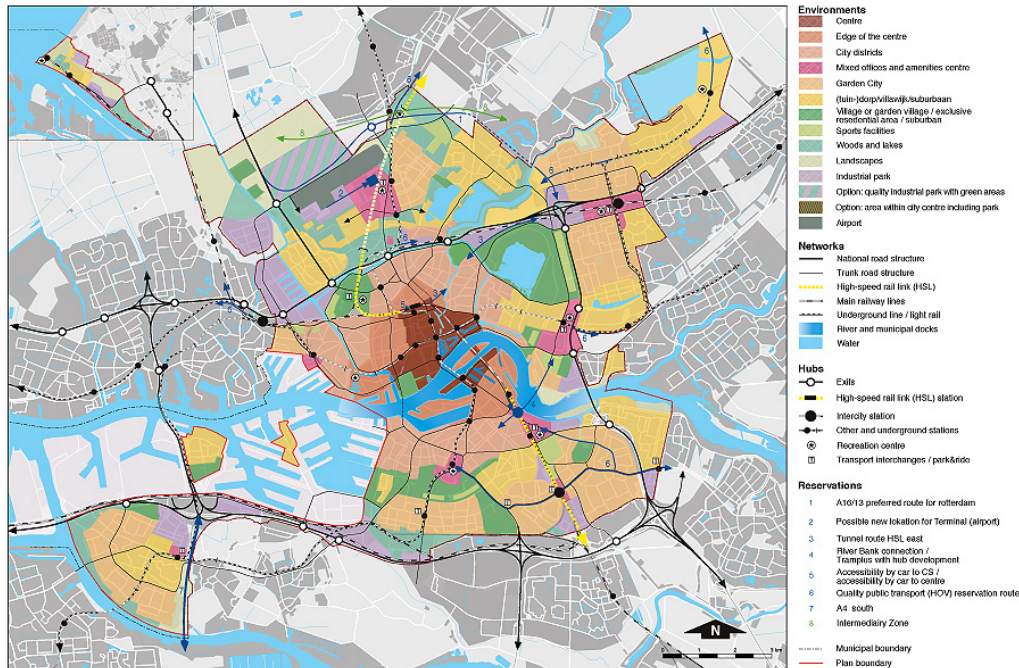 Environments
Centre
Edge of the centre
City districts
Mixed offices and amenities centre
Garden City
(tuin-)dorp/villawijk/suburbaan
Village or garden village / exclusive
resedential area / suburban
Sports facilities
Woods and lakes
Landscapes
Industrial park
Option: quality industrial park with green areas
Option: area within city centre including park
Airport
Networks
National road structure
Trunk road structure
High-speed rail link (HSL)
Main railway lines
Underground line / light rail
River and municipal docks
Water
Hubs
Exits
High-speed rail link (HSL) station
Intercity station
Other and underground stations
Recreation centre
Transport interchanges / park&ride
Reservations
1 A16/13 preferred route for rotterdam
2 Possible new lokation for Terminal (airport)
3 Tunnel route HSL east
4 River Bank connection /
Tramplus with hub development
5 Accessibility by car to CS /
accessibility by car to centre
6 Quality public transport (HOV) reservation route
7 A4 south
8 Intermediairy Zone
Municipal boundary
Plan boundary
N
0 3 km